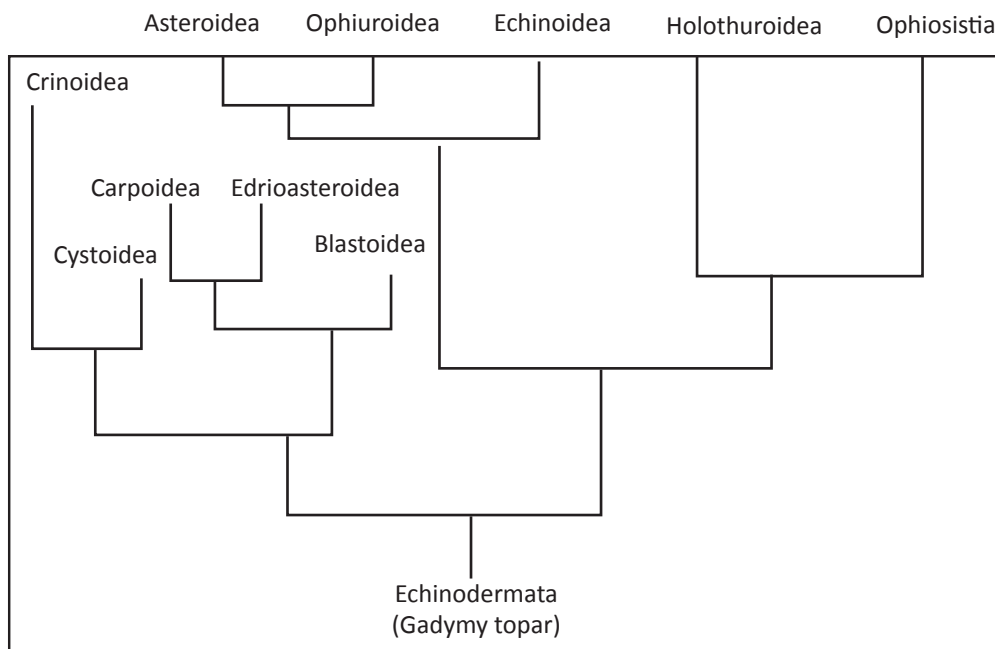 Asteroidea
Ophiuroidea
Echinoidea
Holothuroidea
Ophiosistia
Crinoidea
Carpoidea
Edrioasteroidea
Cystoidea
Blastoidea
Echinodermata
(Gadymy topar)